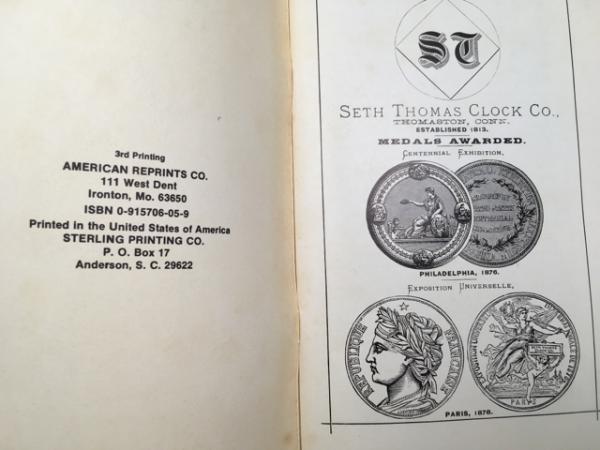 3rd Printing
AMERICAN REPRINTS CO.
111 West Dent
Ironton, Mo. 63650
ISBN 0-915706-05-9
Printed in the United States of America
STERLING PRINTING CO.
P. O. Box 17
Anderson, S. C. 29622
ST
SETH THOMAS CLOCK CO.,
THOMASTON, CONN.
ESTABLISHED 1813.
MEDALS AWARDED.
CENTENNIAL EXHIBITION,
PHILADELPHIA, 1876.
EXPOSITION UNIVERSELLE,
REPUBLIQUE FRANCAISE
PARIS
PARIS, 1878.